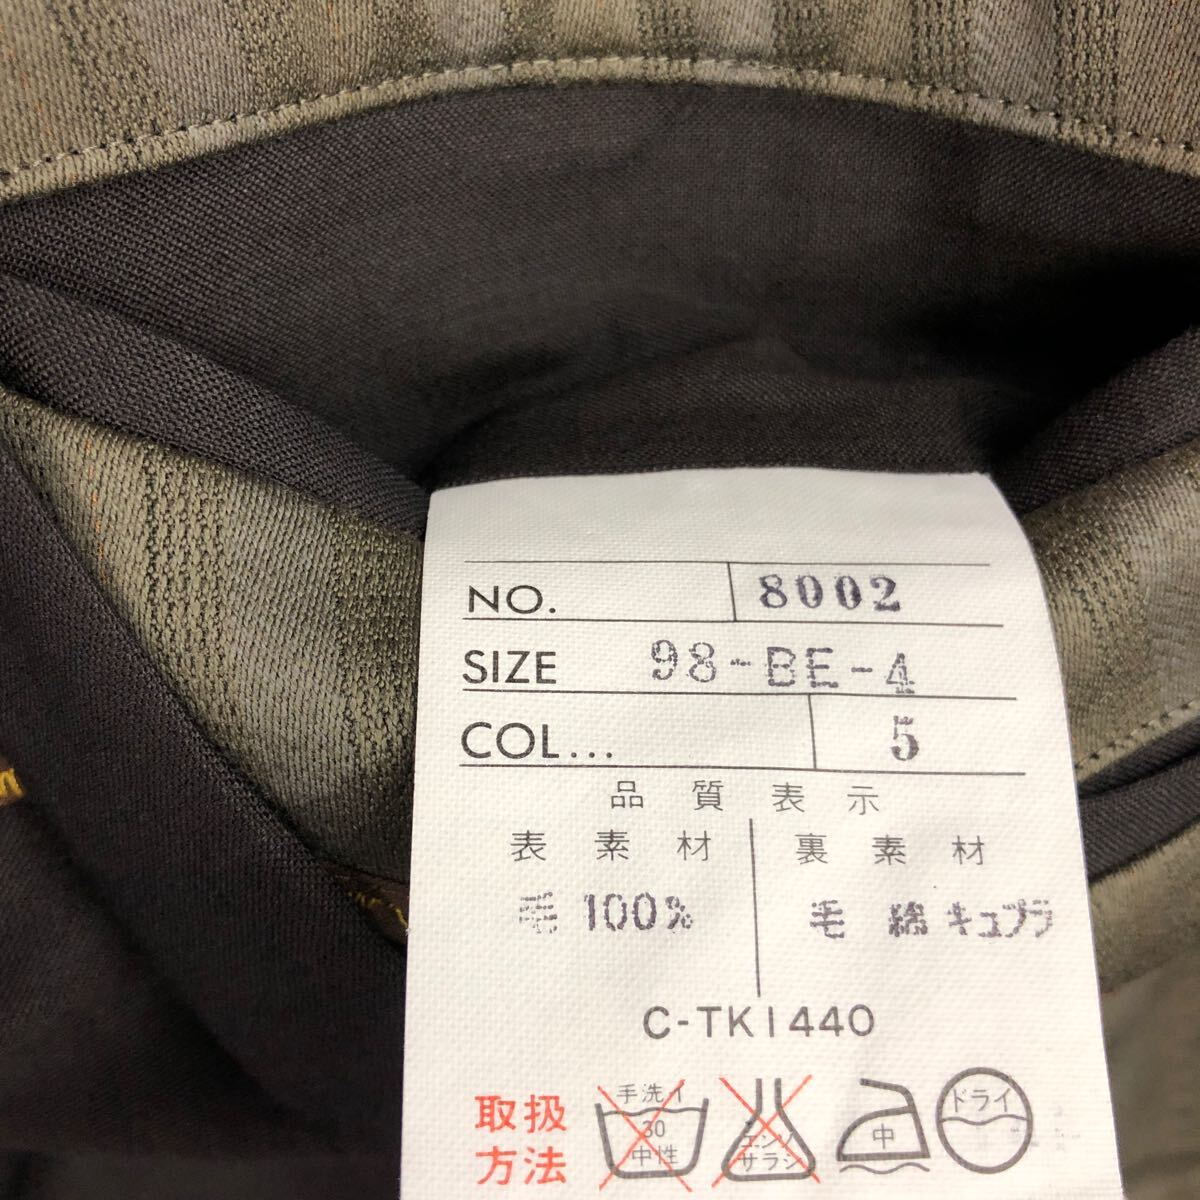 NO. 8002
SIZE 98-BE-4
COL... 5
品質表示
表素材 裏素材
毛 100% 毛 綿 キュプラ
C-TK1440
取扱
方法
手洗イ
30
中性
エンソ
サラシ
中
ドライ